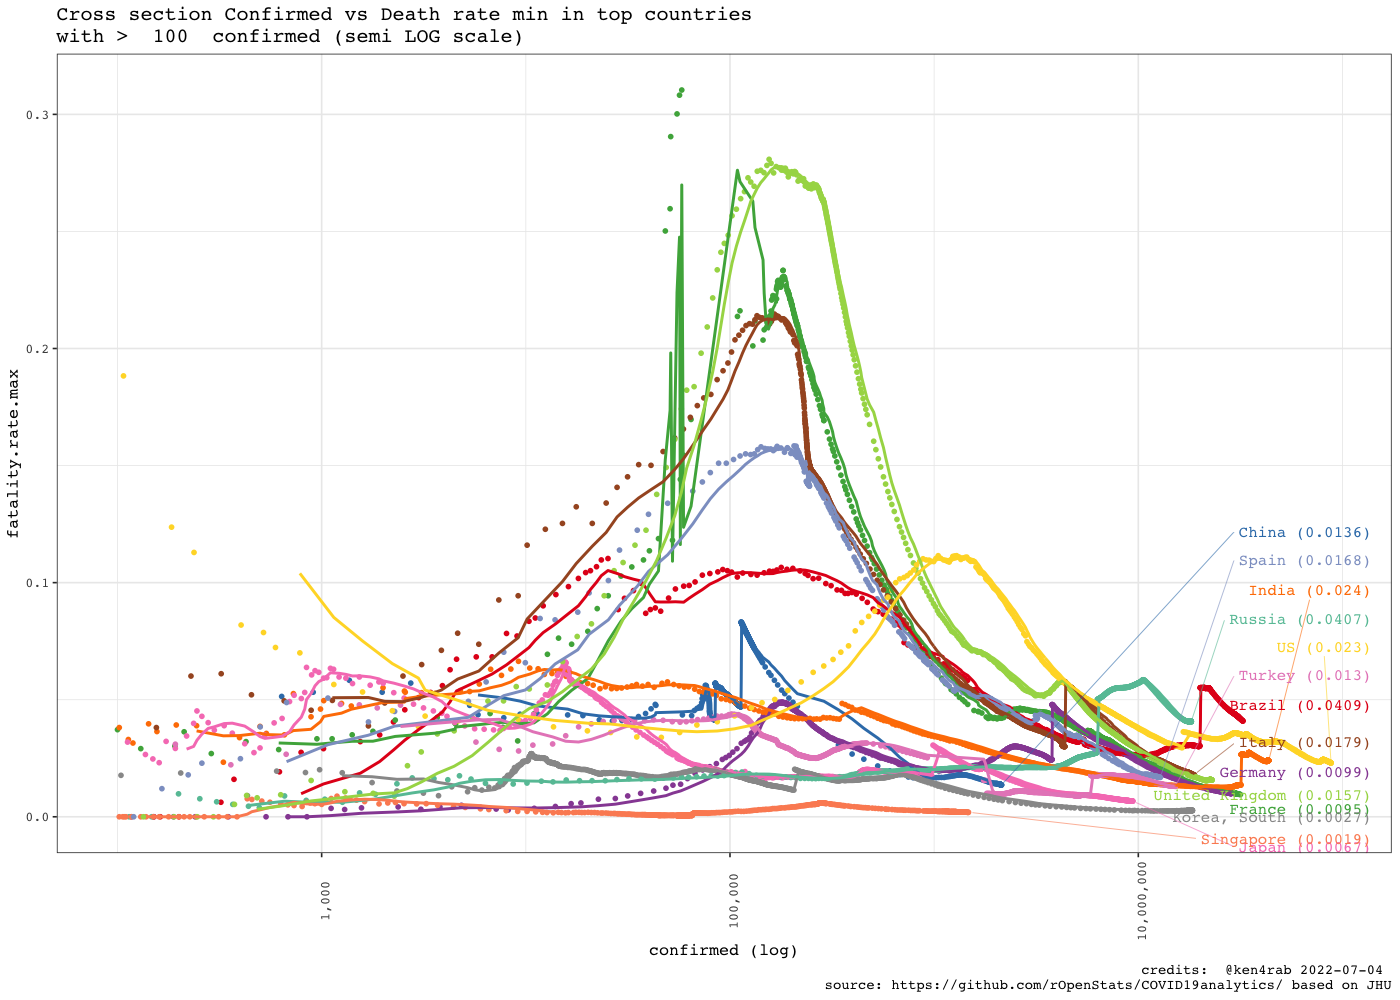 Cross section Confirmed vs Death rate min in top countries
with >  100  confirmed (semi LOG scale)
fatality.rate.max
0.3
0.2
0.1
0.0
China (0.0136)
Spain (0.0168)
India (0.024)
Russia (0.0407)
US (0.023)
Turkey (0.013)
Brazil (0.0409)
Italy (0.0179)
Germany (0.0099)
United Kingdom (0.0157)
France (0.0095)
Korea, South (0.0027)
Singapore (0.0019)
Japan (0.0067)
1,000
100,000
10,000,000
confirmed (log)
credits:  @ken4rab 2022-07-04
source: https://github.com/rOpenStats/COVID19analytics/ based on JHU